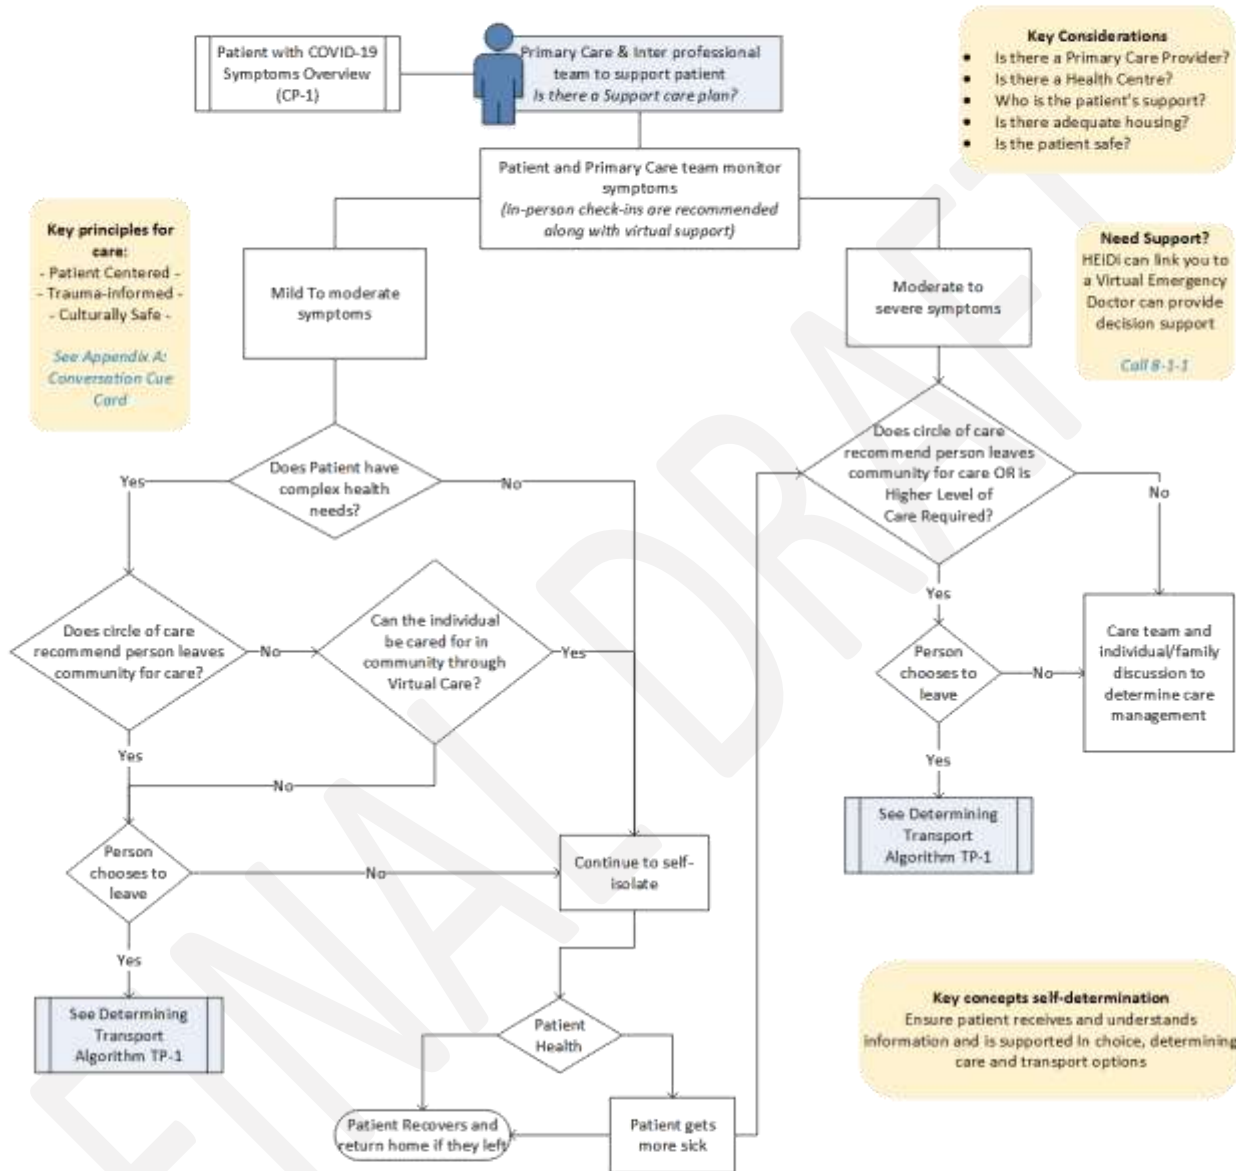 Patient with COVID-19
Symptoms Overview
(CP-1)
Primary Care & Inter professional
team to support patient
Is there a Support care plan?
Key Considerations
• Is there a Primary Care Provider?
• Is there a Health Centre?
• Who is the patient's support?
• Is there adequate housing?
• Is the patient safe?
Patient and Primary Care team monitor
symptoms
(In-person check-ins are recommended
along with virtual support)
Key principles for
care:
- Patient Centered -
- Trauma-informed -
- Culturally Safe -
See Appendix A:
Conversation Cue
Card
Mild To moderate
symptoms
Moderate to
severe symptoms
Need Support?
HEiDi can link you to
a Virtual Emergency
Doctor can provide
decision support
Call 8-1-1
Does Patient have
complex health
needs?
Yes
No
Does circle of care
recommend person leaves
community for care OR is
Higher Level of
Care Required?
No
Yes
Does circle of care
recommend person leaves
community for care?
No
Can the individual
be cared for in
community through
Virtual Care?
Yes
Person
chooses to
leave
No
Care team and
individual/family
discussion to
determine care
management
Yes
No
Yes
See Determining
Transport
Algorithm TP-1
Person
chooses to
leave
No
Continue to self-
isolate
Yes
See Determining
Transport
Algorithm TP-1
Patient
Health
Key concepts self-determination
Ensure patient receives and understands
information and is supported In choice, determining
care and transport options
Patient Recovers and
return home if they left
Patient gets
more sick
FINAL DRAFT